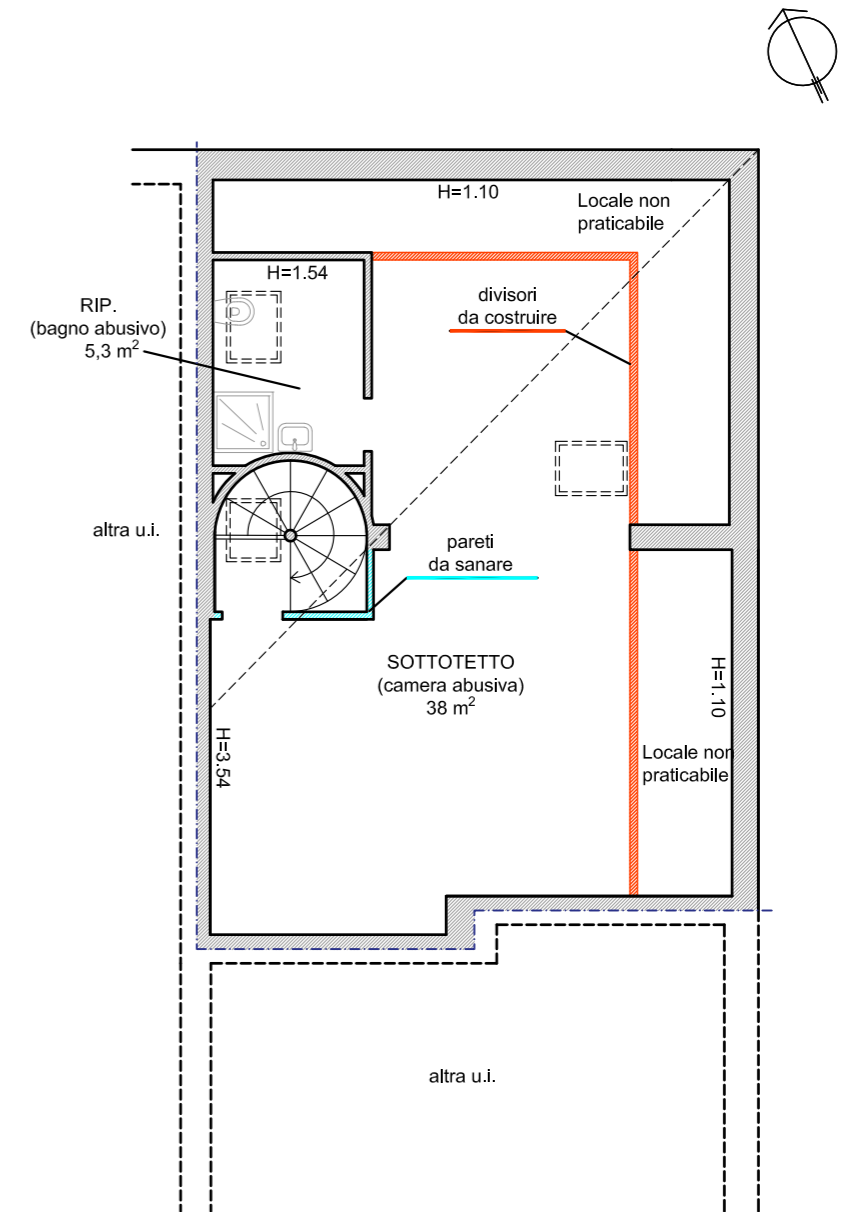 H=1.10
Locale non
praticabile
H=1.54
RIP.
(bagno abusivo)
5,3 m²
divisori
da costruire
altra u.i.
pareti
da sanare
SOTTOTETTO
(camera abusiva)
38 m²
H=1.10
H=3.54
Locale non
praticabile
altra u.i.